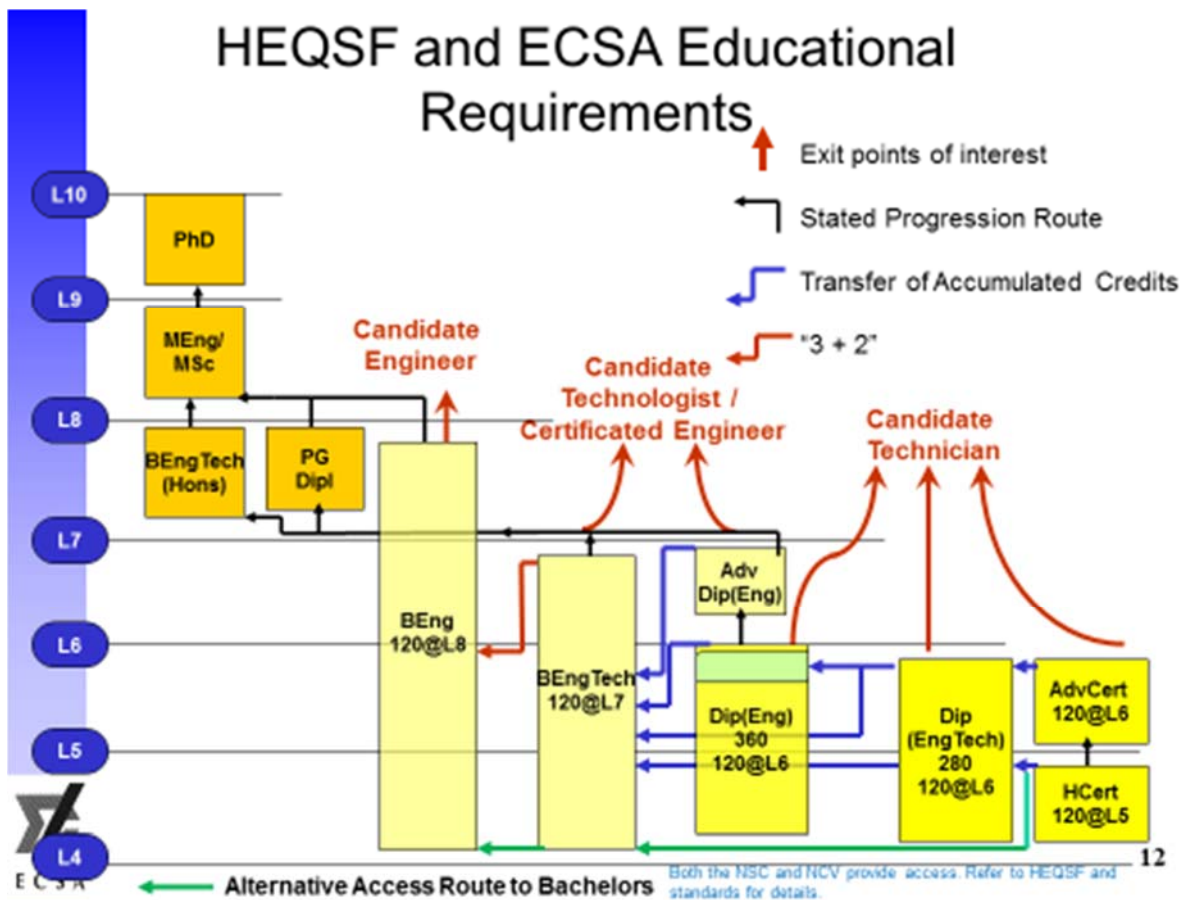 HEQSF and ECSA Educational
Requirements
Exit points of interest
Stated Progression Route
Transfer of Accumulated Credits
"3 + 2"
L10
PhD
L9
MEng/
MSc
Candidate
Engineer
Candidate
Technologist /
Certificated Engineer
Candidate
Technician
L8
BEngTech
(Hons)
PG
Dipl
L7
Adv
Dip(Eng)
BEng
120@L8
L6
BEngTech
120@L7
Dip(Eng)
360
120@L6
Dip
(EngTech)
280
120@L6
AdvCert
120@L6
L5
HCert
120@L5
L4
E C S A
12
Alternative Access Route to Bachelors
Both the NSC and NCV provide access. Refer to HEQSF and
standards for details.